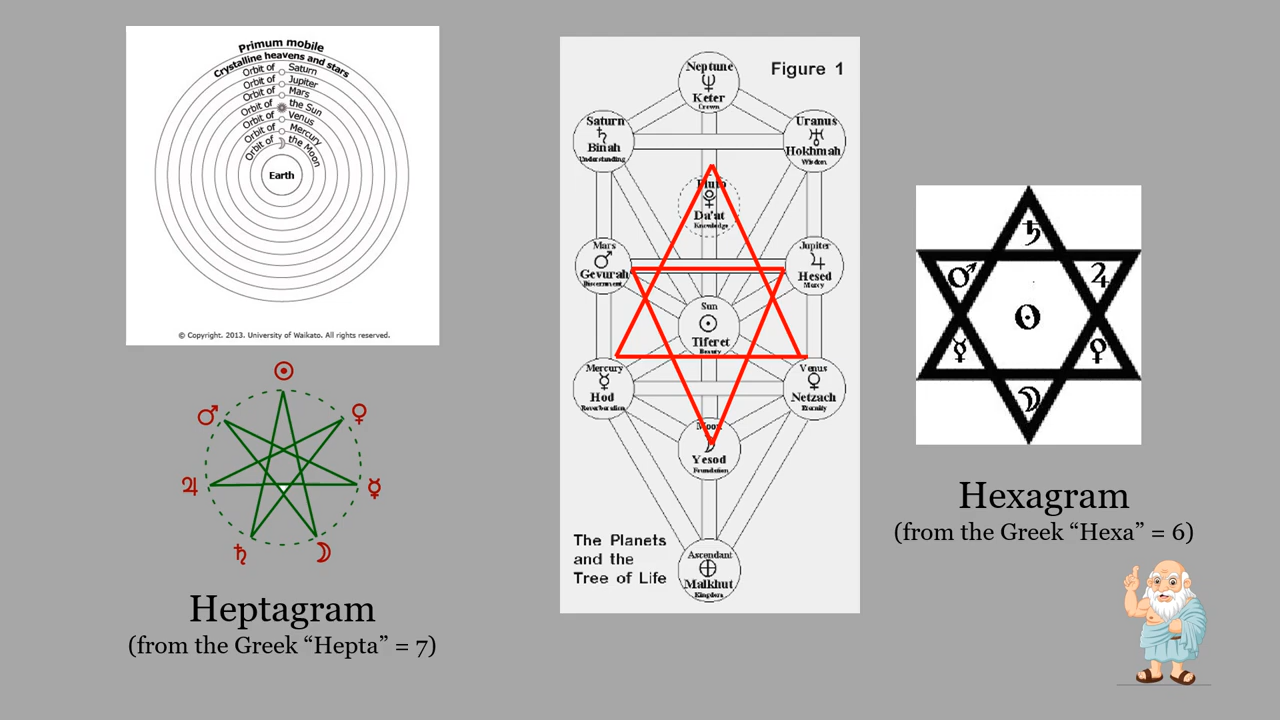 Primum mobile
Crystalline heavens and stars
Orbit of Saturn
Orbit of Jupiter
Orbit of Mars
Orbit of the Sun
Orbit of Venus
Orbit of Mercury
Orbit of the Moon
Earth
© Copyright. 2013. University of Waikato. All rights reserved.
☉
♂
♀
♃
☿
♄
☽
Heptagram
(from the Greek “Hepta” = 7)
Figure 1
Neptune
♆
Keter
Crown
Saturn
♄
Binah
Understanding
Uranus
♅
Hokhmah
Wisdom
Pluto
Da'at
Knowledge
Mars
♂
Gevurah
Discernment
Jupiter
♃
Hesed
Mercy
Sun
☉
Tiferet
Beauty
Mercury
☿
Hod
Reverberation
Venus
♀
Netzach
Eternity
Moon
Yesod
Foundation
Ascendant
⊕
Malkhut
Kingdom
The Planets
and the
Tree of Life
♄
♂
♃
☉
☿
♀
☽
Hexagram
(from the Greek “Hexa” = 6)